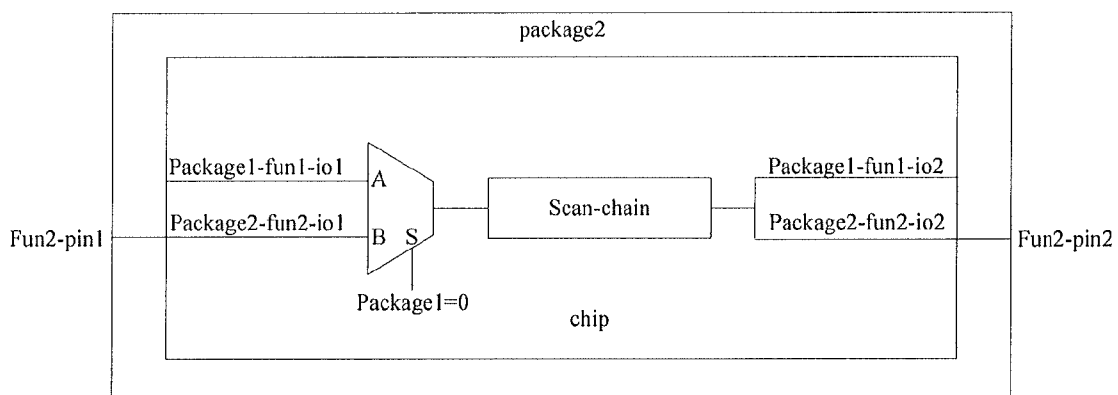 package2
Package1-fun1-io1
A
Package1-fun1-io2
Scan-chain
Fun2-pin1
Package2-fun2-io1
B
S
Package2-fun2-io2
Fun2-pin2
Package1=0
chip